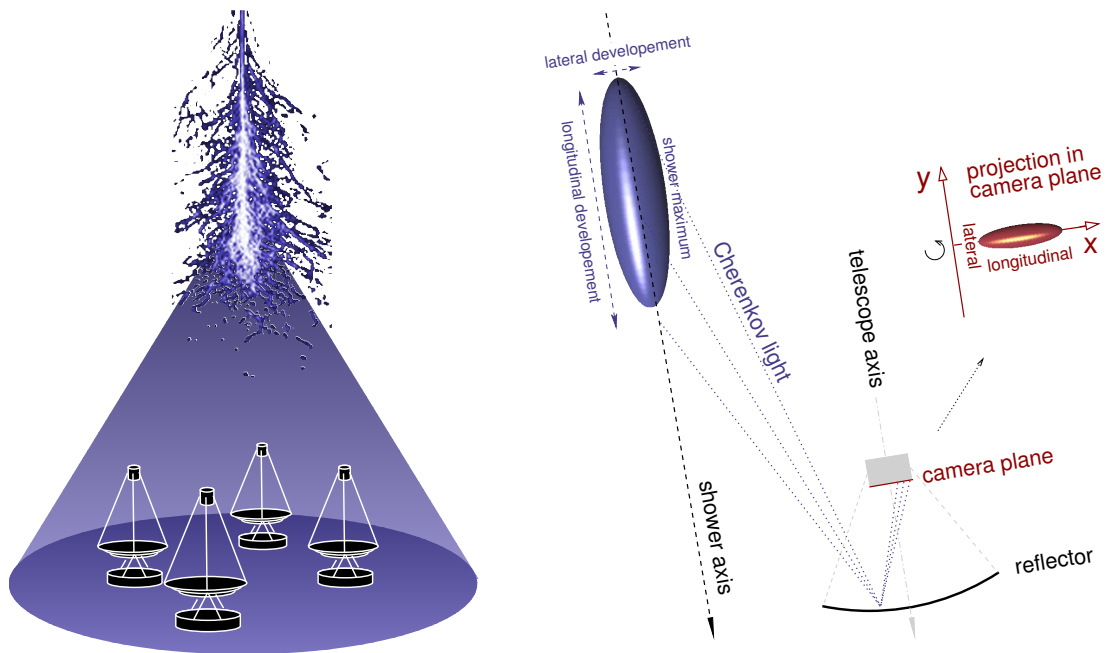 lateral developement
longitudinal developement
shower maximum
Cherenkov light
shower axis
telescope axis
projection in
camera plane
y
lateral
longitudinal
x
camera plane
reflector